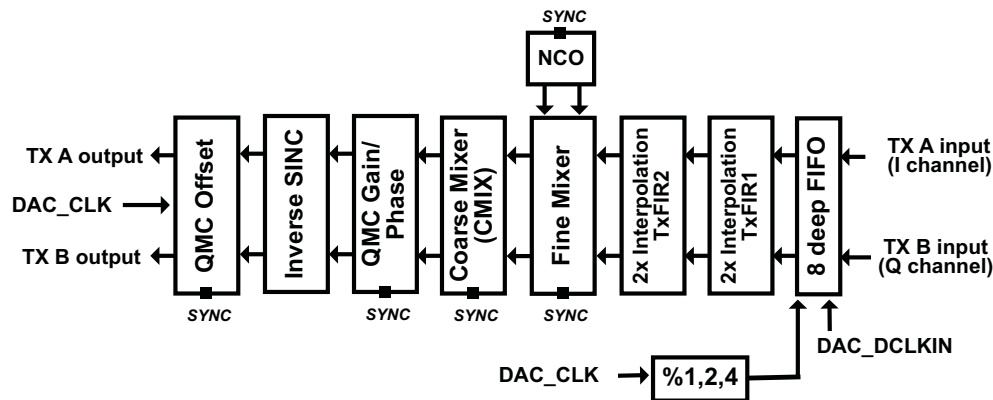 SYNC
NCO
TX A output
DAC_CLK
TX B output
QMC Offset
SYNC
Inverse SINC
QMC Gain/
Phase
SYNC
Coarse Mixer
(CMIX)
SYNC
Fine Mixer
SYNC
2x Interpolation
TxFIR2
2x Interpolation
TxFIR1
8 deep FIFO
TX A input
(I channel)
TX B input
(Q channel)
DAC_DCLKIN
DAC_CLK
%1,2,4